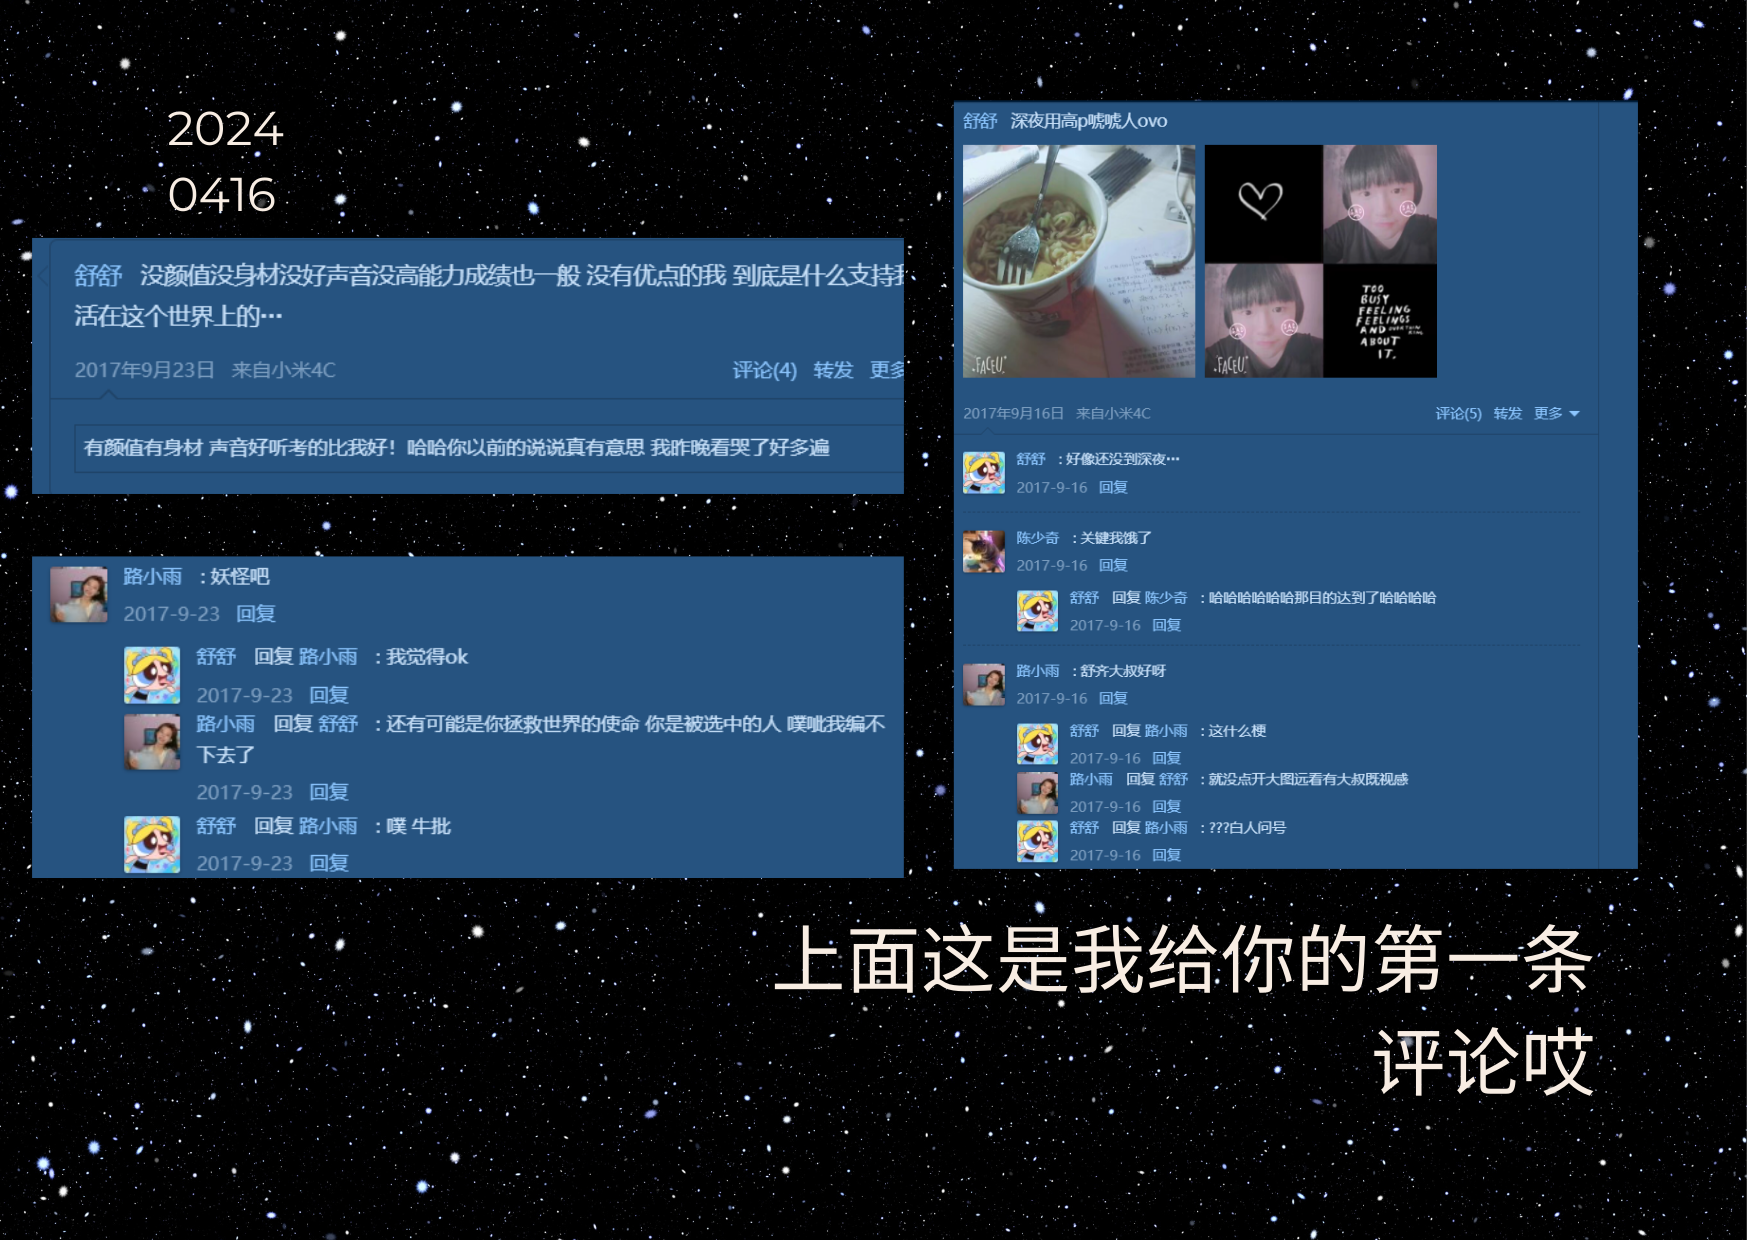 2024
0416
舒舒 没颜值没身材没好声音没高能力成绩也一般 没有优点的我 到底是什么支持我
活在这个世界上的···
2017年9月23日 来自小米4C 评论(4) 转发 更多
有颜值有身材 声音好听考的比我好！哈哈你以前的说说真有意思 我昨晚看哭了好多遍
路小雨 : 妖怪吧
2017-9-23 回复
舒舒 回复 路小雨 : 我觉得ok
2017-9-23 回复
路小雨 回复 舒舒 : 还有可能是你拯救世界的使命 你是被选中的人 噗呲我编不
下去了
2017-9-23 回复
舒舒 回复 路小雨 : 噗 牛批
2017-9-23 回复
舒舒 深夜用高p唬唬人ovo
TOO
BUSY
FEELING
FEELINGS
AND OVERTHINKING
ABOUT
IT.
.FACEU°
.FACEU°
2017年9月16日 来自小米4C 评论(5) 转发 更多
舒舒 : 好像还没到深夜···
2017-9-16 回复
陈少奇 : 关键我饿了
2017-9-16 回复
舒舒 回复 陈少奇 : 哈哈哈哈哈哈那目的达到了哈哈哈哈
2017-9-16 回复
路小雨 : 舒齐大叔好呀
2017-9-16 回复
舒舒 回复 路小雨 : 这什么梗
2017-9-16 回复
路小雨 回复 舒舒 : 就没点开大图远看有大叔既视感
2017-9-16 回复
舒舒 回复 路小雨 : ???白人问号
2017-9-16 回复
上面这是我给你的第一条
评论哎